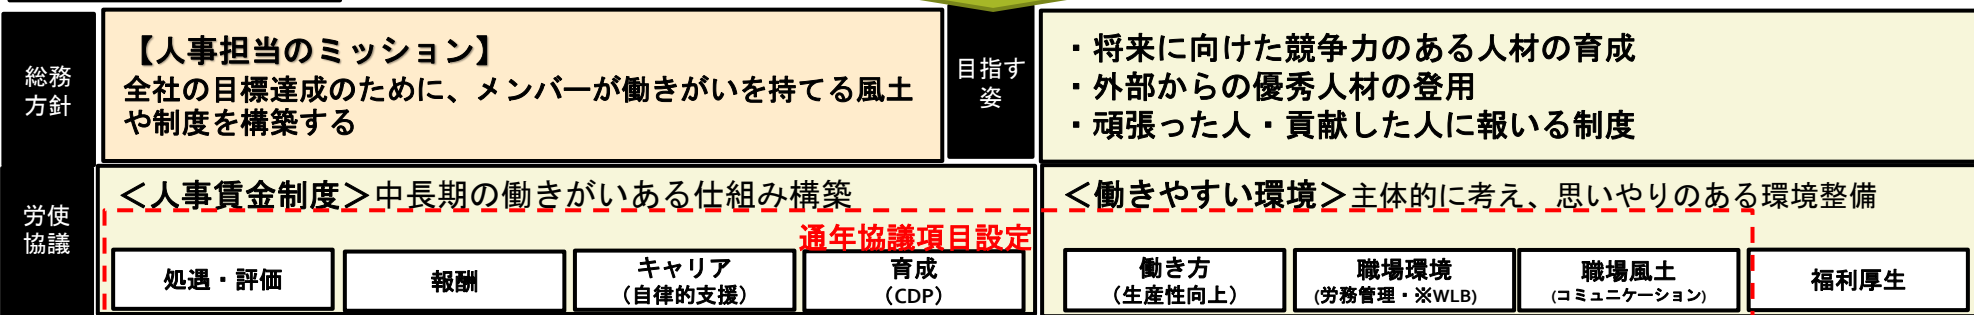 総務
方針
【人事担当のミッション】
全社の目標達成のために、メンバーが働きがいを持てる風土
や制度を構築する
目指す
姿
・将来に向けた競争力のある人材の育成
・外部からの優秀人材の登用
・頑張った人・貢献した人に報いる制度
労使
協議
＜人事賃金制度＞中長期の働きがいある仕組み構築
通年協議項目設定
処遇・評価
報酬
キャリア
（自律的支援）
育成
（CDP）
＜働きやすい環境＞主体的に考え、思いやりのある環境整備
働き方
（生産性向上）
職場環境
(労務管理・※WLB)
職場風土
(コミュニケーション)
福利厚生